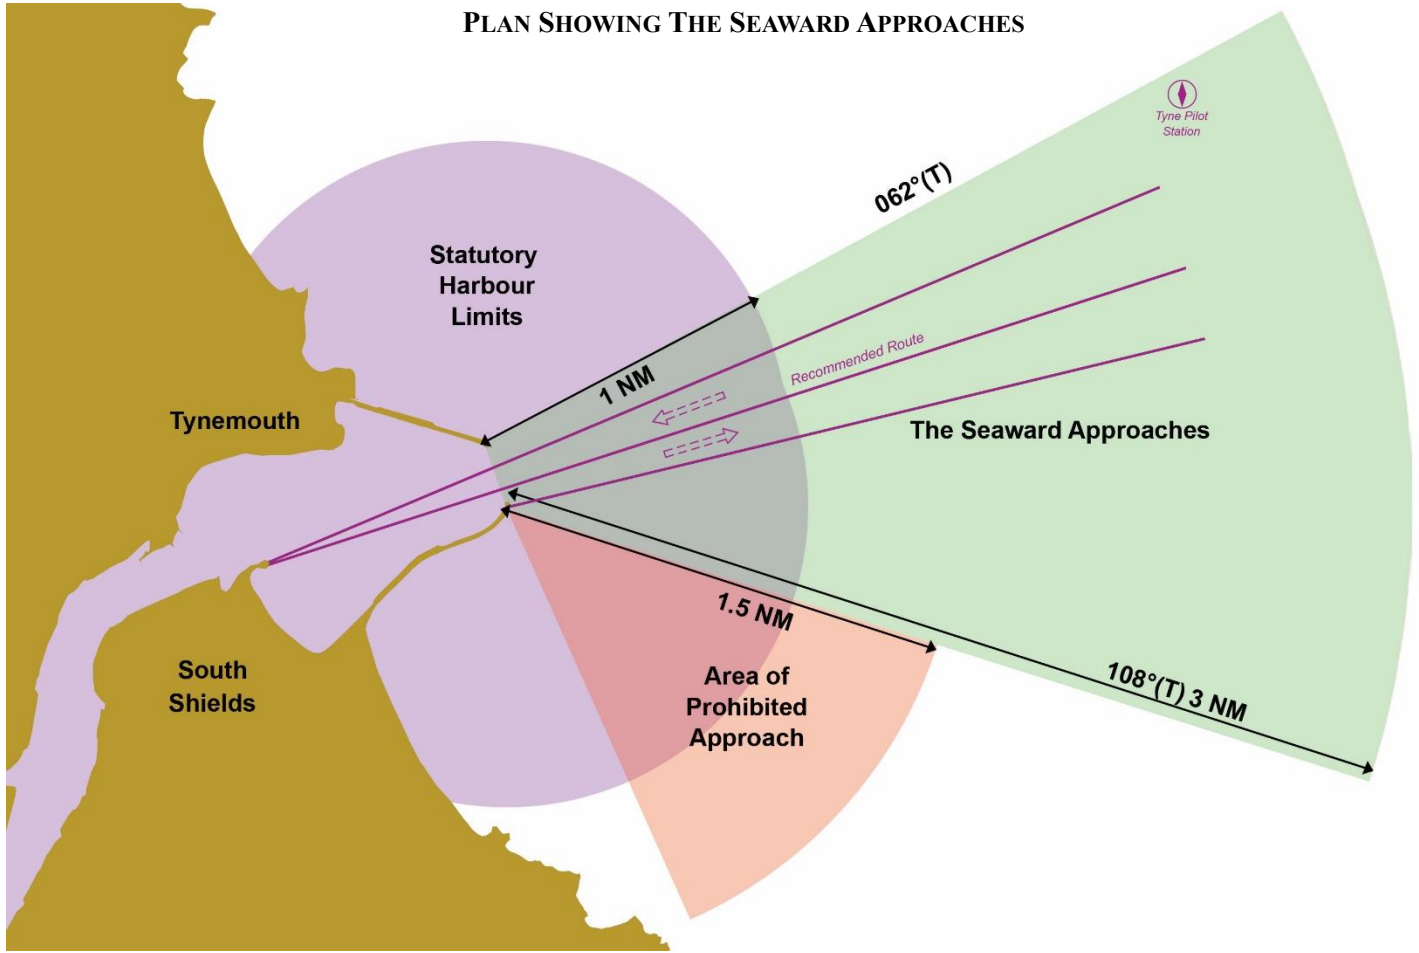 PLAN SHOWING THE SEAWARD APPROACHES
Tyne Pilot
Station
062°(T)
Statutory
Harbour
Limits
1 NM
Recommended Route
Tynemouth
The Seaward Approaches
1.5 NM
South
Shields
Area of
Prohibited
Approach
108°(T) 3 NM